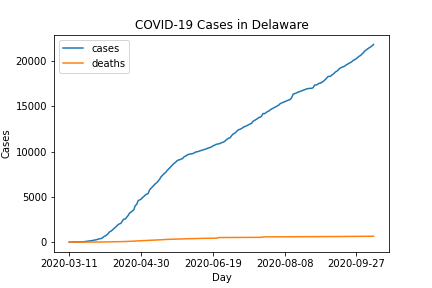 COVID-19 Cases in Delaware
cases
deaths
20000
15000
10000
5000
0
Cases
2020-03-11 2020-04-30 2020-06-19 2020-08-08 2020-09-27
Day